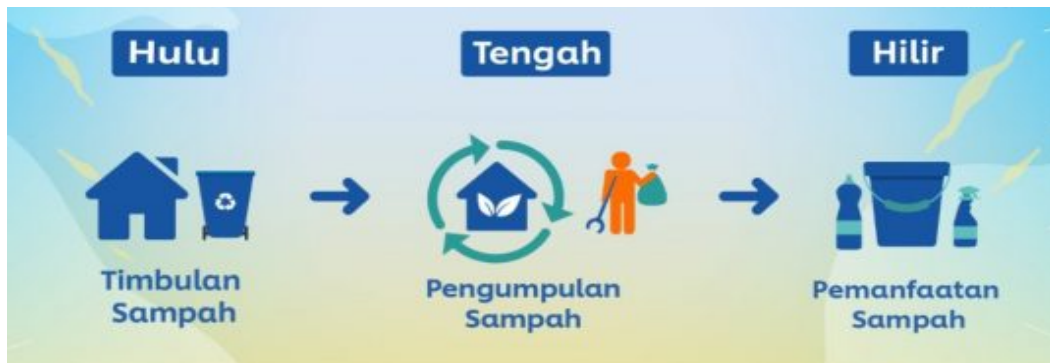 Hulu
Tengah
Hilir
Timbulan
Sampah
Pengumpulan
Sampah
Pemanfaatan
Sampah